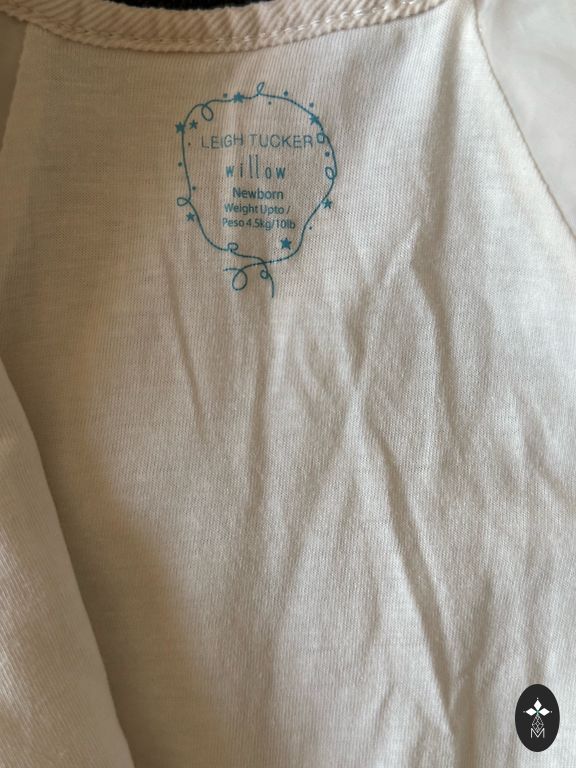 LEIGH TUCKER
willow
Newborn
Weight Upto /
Peso 4.5kg/10lb
M